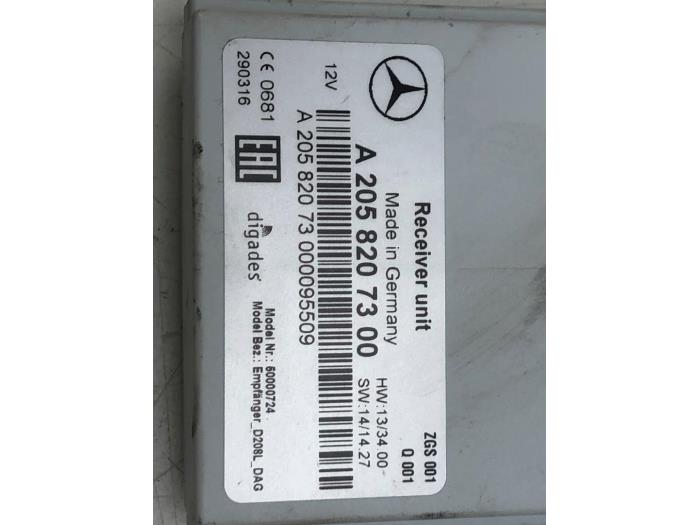 Receiver unit
ZGS 001
Made in Germany
Q 001
A 205 820 73 00
HW:13/34 00
SW:14/14.27
12V
A 205 820 73 000095509
CE 0681
290316
EAC
digades
Model Nr.: 60000724
Model Bez.: Empfänger_D208L_DAG